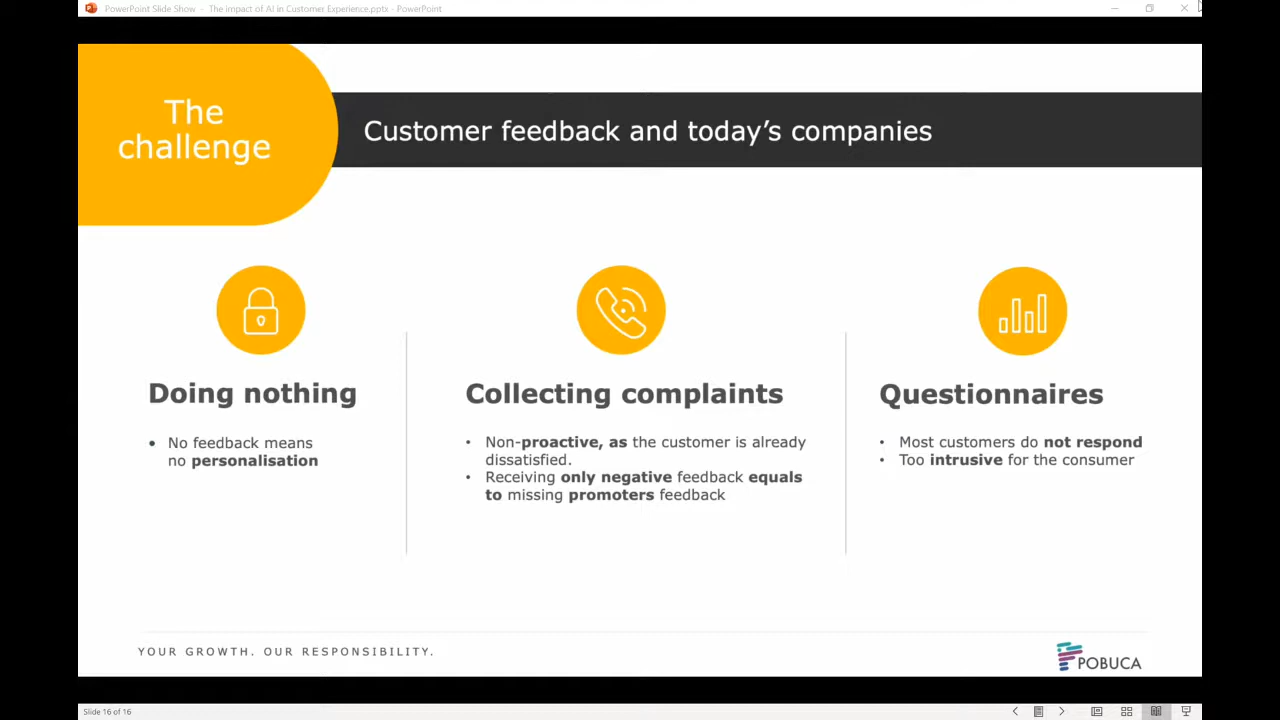 PowerPoint Slide Show - The impact of AI in Customer Experience.pptx - PowerPoint
The
challenge
Customer feedback and today's companies
Doing nothing
• No feedback means
no personalisation
Collecting complaints
• Non-proactive, as the customer is already
dissatisfied.
• Receiving only negative feedback equals
to missing promoters feedback
Questionnaires
• Most customers do not respond
• Too intrusive for the consumer
YOUR GROWTH. OUR RESPONSIBILITY.
POBUCA
Slide 16 of 16